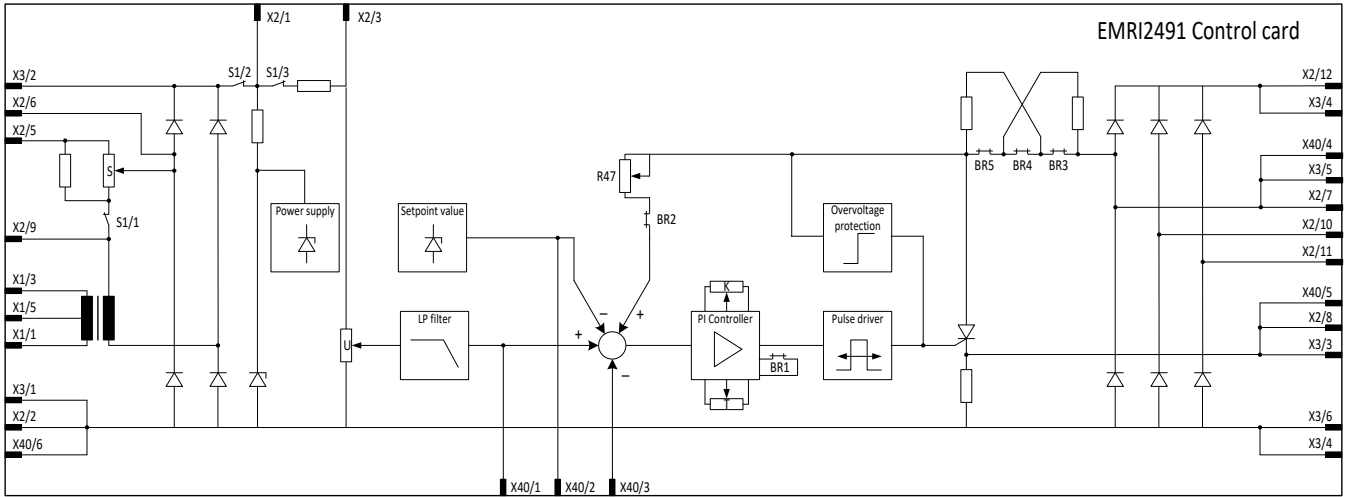 X2/1
X2/3
EMRI2491 Control card
X3/2
S1/2
S1/3
X2/12
X2/6
X3/4
X2/5
X40/4
S
R47
BR5
BR4
BR3
X3/5
X2/7
S1/1
Power supply
Setpoint value
BR2
Overvoltage
protection
X2/9
X2/10
X2/11
X1/3
X1/5
X1/1
K
X40/5
X2/8
X3/3
LP filter
–
+
PI Controller
Pulse driver
U
+
–
BR1
I
X3/1
X2/2
X40/6
X3/6
X3/4
X40/1
X40/2
X40/3